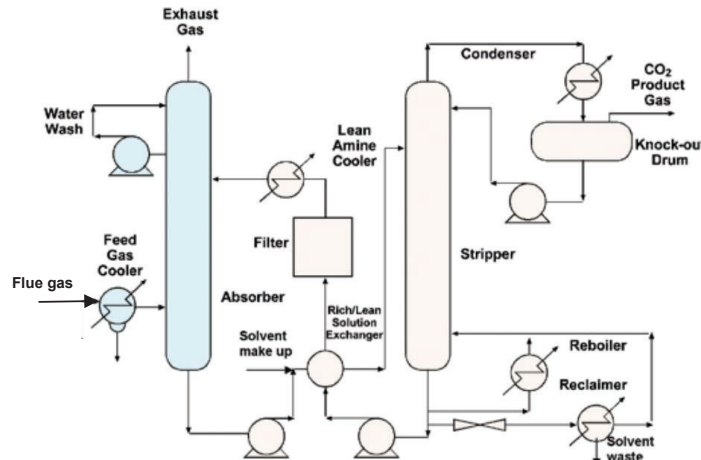 Exhaust
Gas
Condenser
CO2
Product
Gas
Water
Wash
Lean
Amine
Cooler
Knock-out
Drum
Feed
Gas
Cooler
Filter
Stripper
Flue gas
Absorber
Rich/Lean
Solution
Exchanger
Solvent
make up
Reboiler
Reclaimer
Solvent
waste